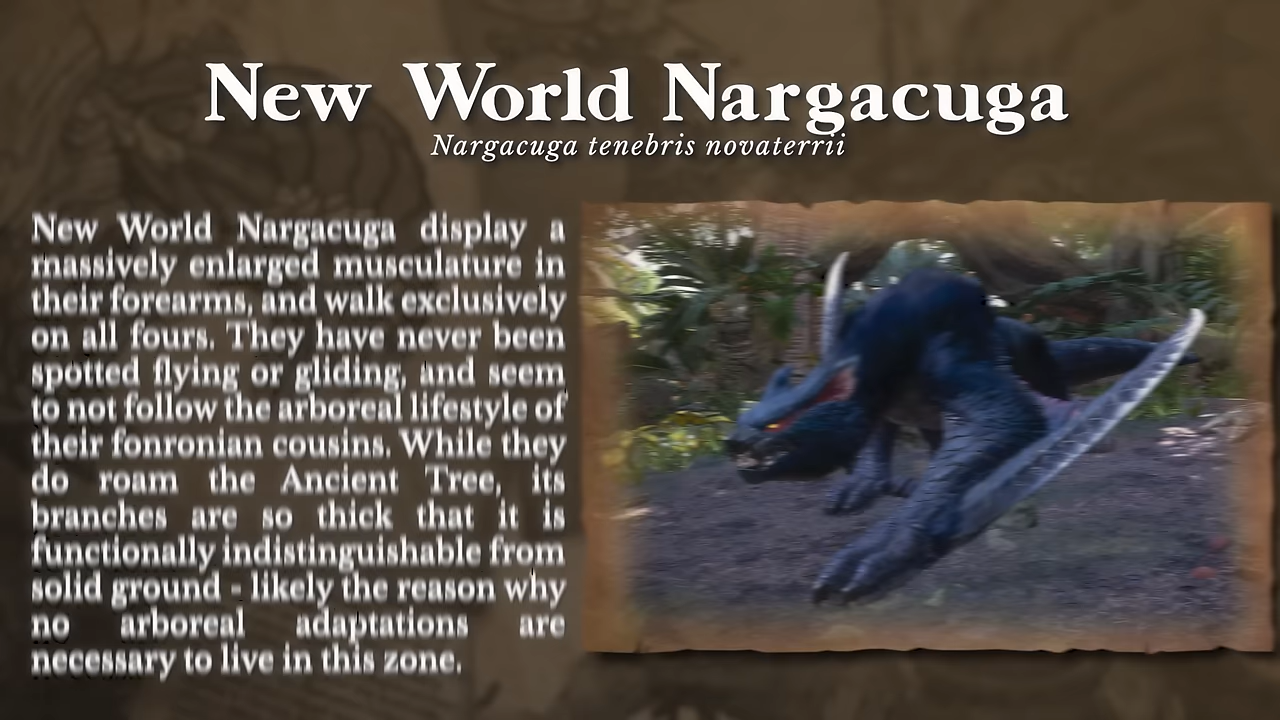 New World Nargacuga
Nargacuga tenebris novaterrii
New World Nargacuga display a
massively enlarged musculature in
their forearms, and walk exclusively
on all fours. They have never been
spotted flying or gliding, and seem
to not follow the arboreal lifestyle of
their fonronian cousins. While they
do roam the Ancient Tree, its
branches are so thick that it is
functionally indistinguishable from
solid ground - likely the reason why
no arboreal adaptations are
necessary to live in this zone.